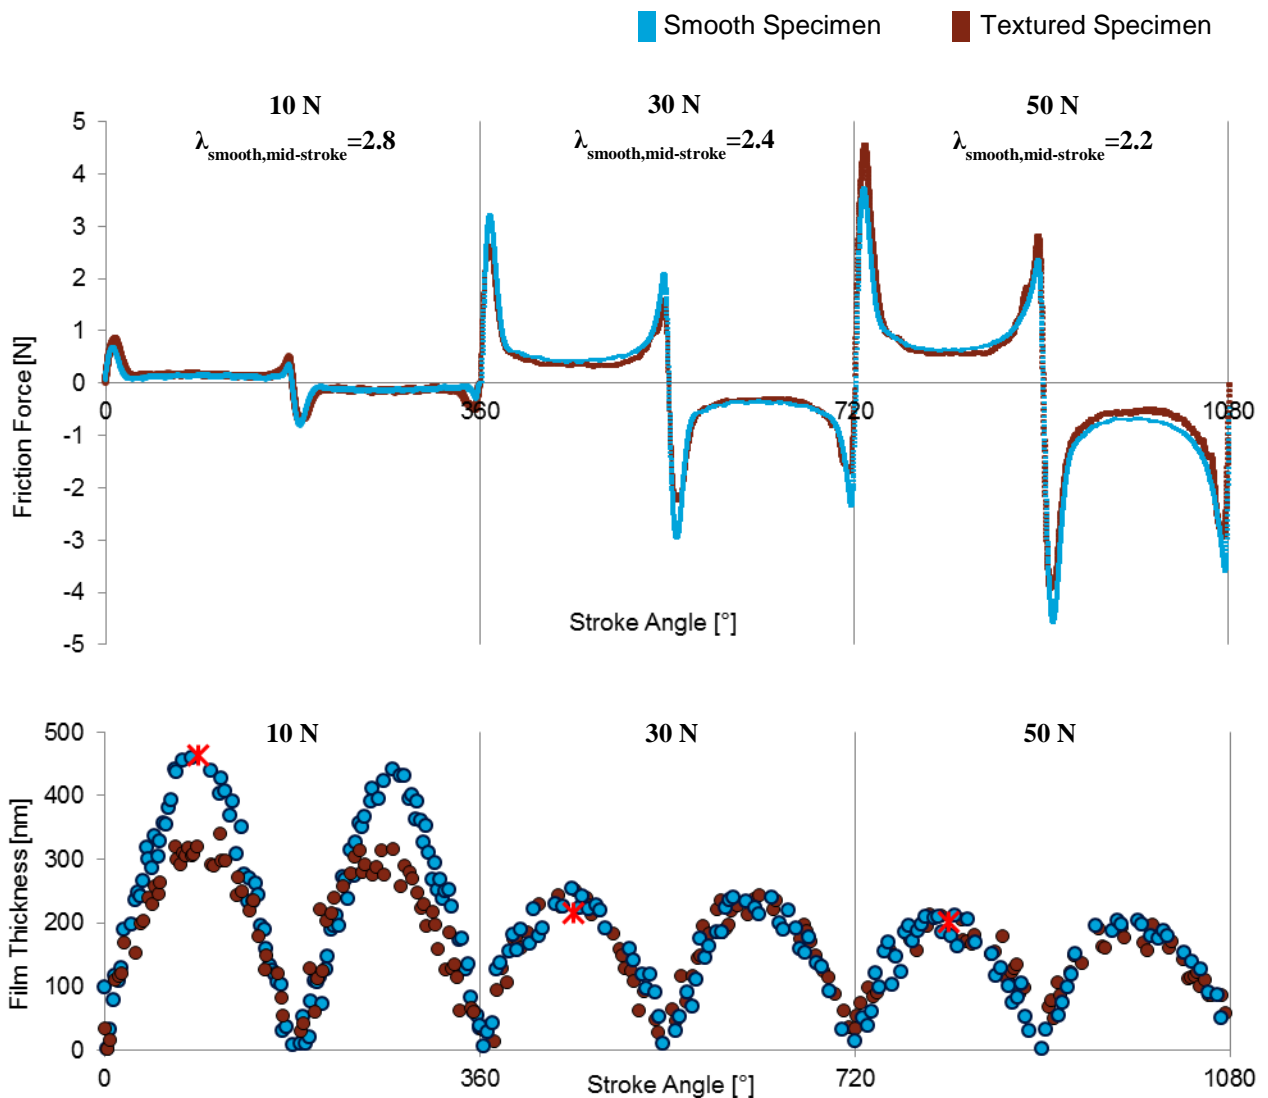 Smooth Specimen Textured Specimen
10 N 30 N 50 N
λsmooth,mid-stroke=2.8 λsmooth,mid-stroke=2.4 λsmooth,mid-stroke=2.2
5
4
3
2
1
0
-1
-2
-3
-4
-5
Friction Force [N]
0 360 720 1080
Stroke Angle [°]
10 N 30 N 50 N
500
400
300
200
100
0
Film Thickness [nm]
0 360 720 1080
Stroke Angle [°]